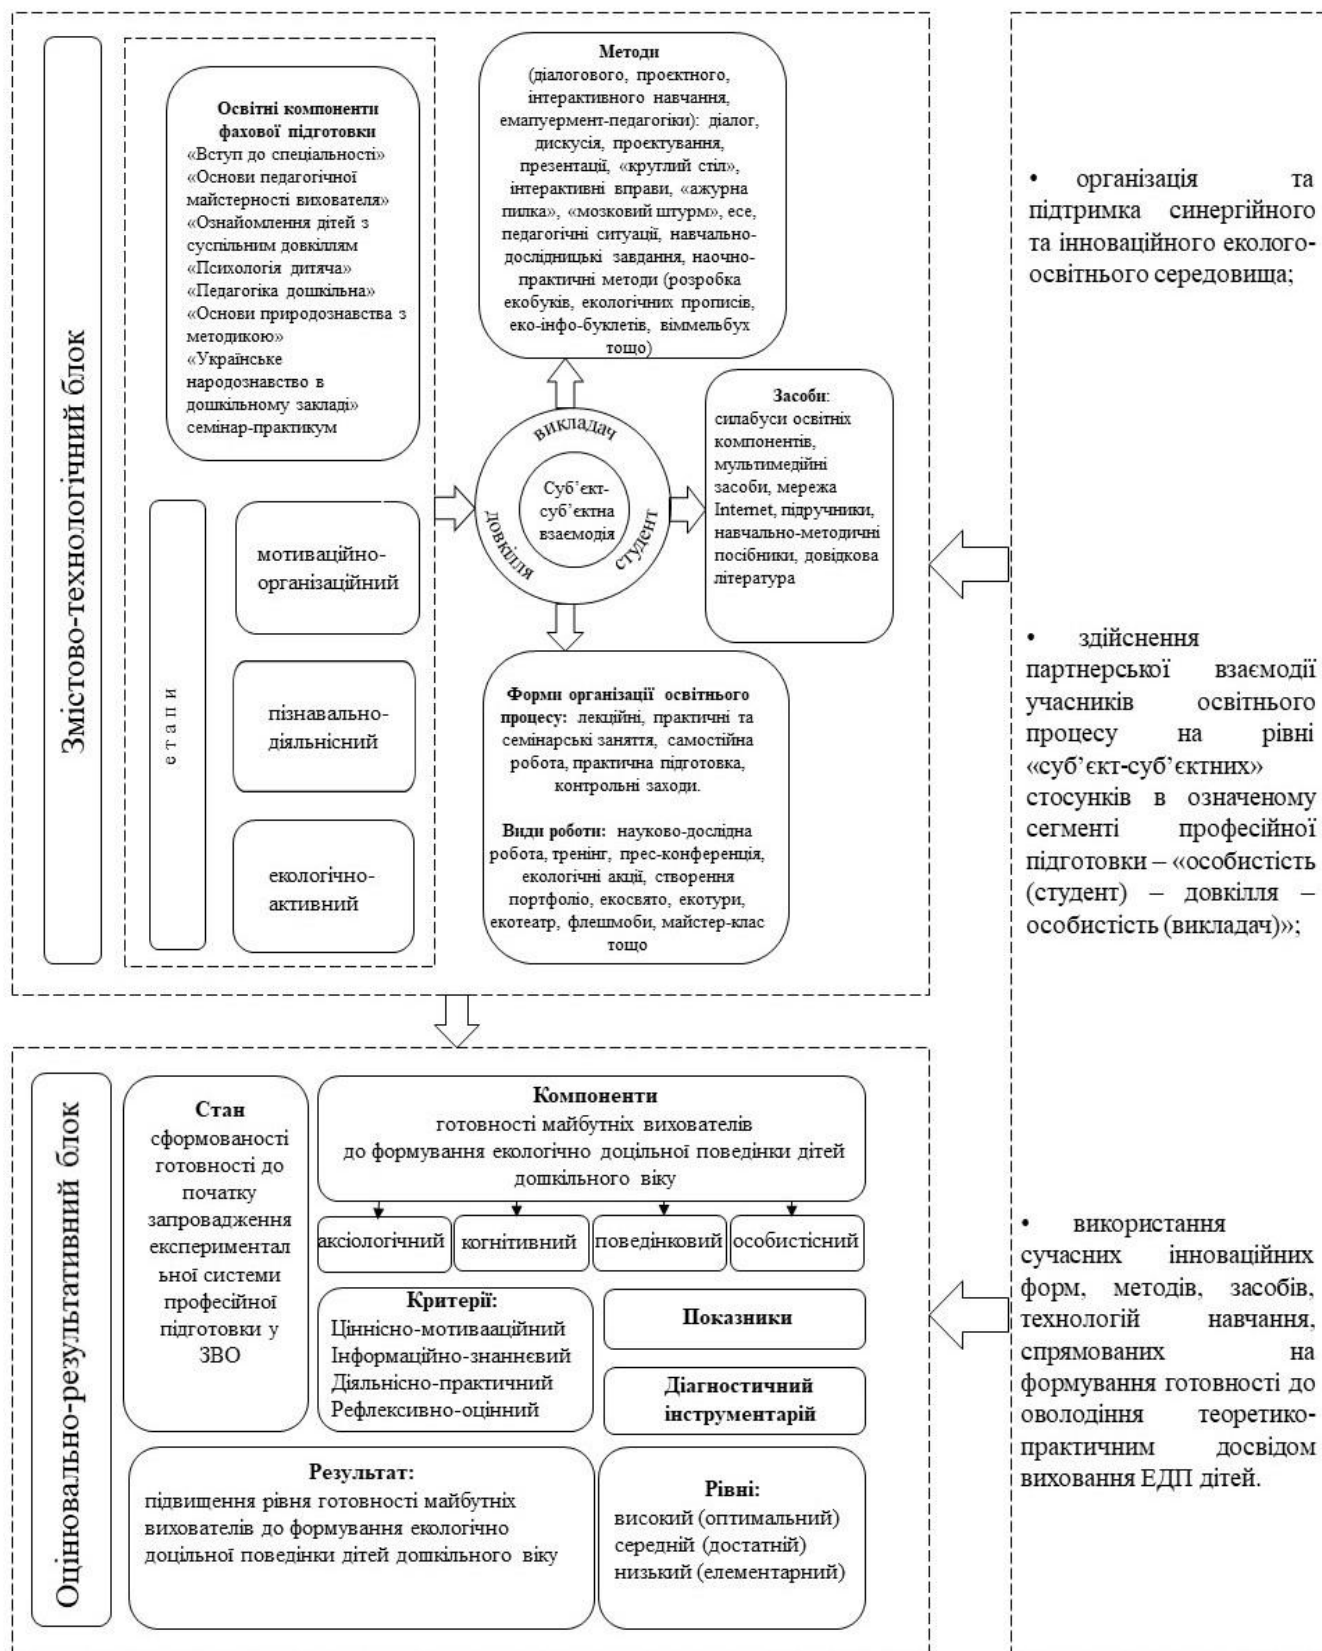 Змістово-технологічний блок
Освітні компоненти
фахової підготовки
«Вступ до спеціальності»
«Основи педагогічної
майстерності вихователя»
«Ознайомлення дітей з
суспільним довкіллям
«Психологія дитяча»
«Педагогіка дошкільна»
«Основи природознавства з
методикою»
«Українське
народознавство в
дошкільному закладі»
семінар-практикум
етапи
мотиваційно-
організаційний
пізнавально-
діяльнісний
екологічно-
активний
Методи
(діалогового, проєктного,
інтерактивного навчання,
емапуермент-педагогіки): діалог,
дискусія, проєктування,
презентації, «круглий стіл»,
інтерактивні вправи, «ажурна
пилка», «мозковий штурм», есе,
педагогічні ситуації, навчально-
дослідницькі завдання, наочно-
практичні методи (розробка
екобуків, екологічних прописів,
еко-інфо-буклетів, віммельбух
тощо)
викладач
довкілля
студент
Суб’єкт-
суб’єктна
взаємодія
Засоби:
силабуси освітніх
компонентів,
мультимедійні
засоби, мережа
Internet, підручники,
навчально-методичні
посібники, довідкова
література
Форми організації освітнього
процесу: лекційні, практичні та
семінарські заняття, самостійна
робота, практична підготовка,
контрольні заходи.
Види роботи: науково-дослідна
робота, тренінг, прес-конференція,
екологічні акції, створення
портфоліо, екосвято, екотури,
екотеатр, флешмоби, майстер-клас
тощо
• організація та
підтримка синергійного
та інноваційного еколого-
освітнього середовища;
• здійснення
партнерської взаємодії
учасників освітнього
процесу на рівні
«суб’єкт-суб’єктних»
стосунків в означеному
сегменті професійної
підготовки – «особистість
(студент) – довкілля –
особистість (викладач)»;
• використання
сучасних інноваційних
форм, методів, засобів,
технологій навчання,
спрямованих на
формування готовності до
оволодіння теоретико-
практичним досвідом
виховання ЕДП дітей.
Оцінювально-результативний блок
Стан
сформованості
готовності до
початку
запровадження
експериментал
ьної системи
професійної
підготовки у
ЗВО
Компоненти
готовності майбутніх вихователів
до формування екологічно доцільної поведінки дітей
дошкільного віку
аксіологічний
когнітивний
поведінковий
особистісний
Критерії:
Ціннісно-мотивааційний
Інформаційно-знаннєвий
Діяльнісно-практичний
Рефлексивно-оцінний
Показники
Діагностичний
інструментарій
Результат:
підвищення рівня готовності майбутніх
вихователів до формування екологічно
доцільної поведінки дітей дошкільного віку
Рівні:
високий (оптимальний)
середній (достатній)
низький (елементарний)